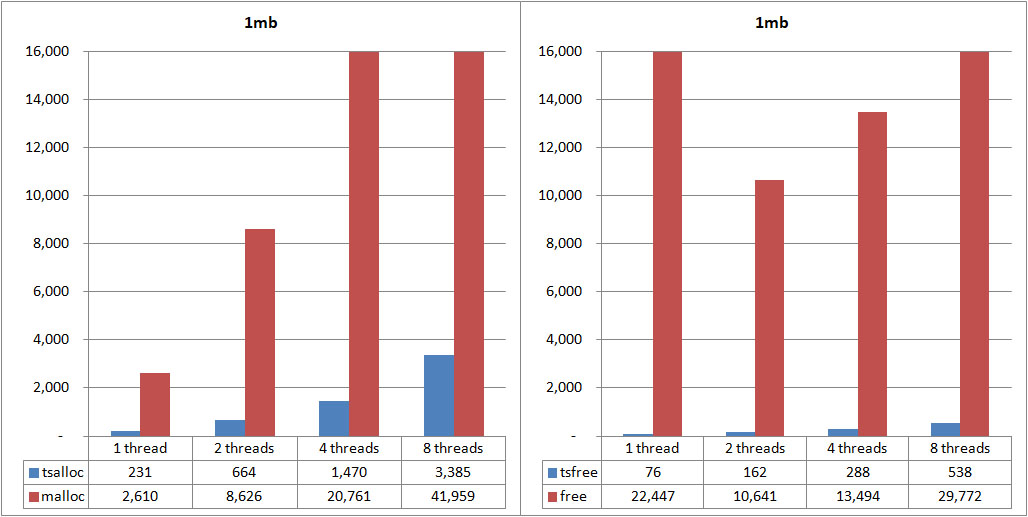 1mb
16,000
14,000
12,000
10,000
8,000
6,000
4,000
2,000
-
1 thread 2 threads 4 threads 8 threads
tsalloc 231 664 1,470 3,385
malloc 2,610 8,626 20,761 41,959
1mb
16,000
14,000
12,000
10,000
8,000
6,000
4,000
2,000
-
1 thread 2 threads 4 threads 8 threads
tsfree 76 162 288 538
free 22,447 10,641 13,494 29,772